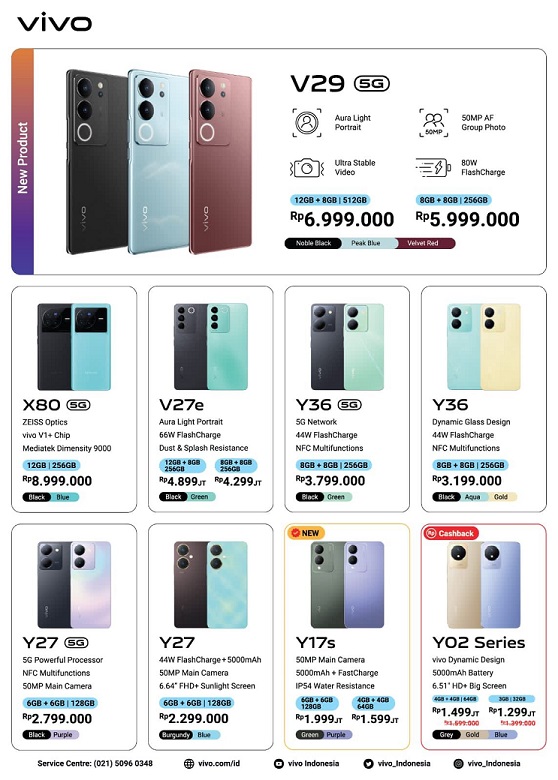 vivo
New Product
V29 5G
Aura Light
Portrait
50MP
50MP AF
Group Photo
Ultra Stable
Video
80W
FlashCharge
12GB + 8GB | 512GB
Rp6.999.000
8GB + 8GB | 256GB
Rp5.999.000
Noble Black
Peak Blue
Velvet Red
X80 5G
ZEISS Optics
vivo V1+ Chip
Mediatek Dimensity 9000
12GB | 256GB
Rp8.999.000
Black Blue
V27e
Aura Light Portrait
66W FlashCharge
Dust & Splash Resistance
12GB + 8GB
256GB
Rp4.899JT
8GB + 8GB
256GB
Rp4.299JT
Black Green
Y36 5G
5G Network
44W FlashCharge
NFC Multifunctions
8GB + 8GB | 256GB
Rp3.799.000
Black Green
Y36
Dynamic Glass Design
44W FlashCharge
NFC Multifunctions
8GB + 8GB | 256GB
Rp3.199.000
Black Aqua Gold
Y27 5G
5G Powerful Processor
NFC Multifunctions
50MP Main Camera
6GB + 6GB | 128GB
Rp2.799.000
Black Purple
Y27
44W FlashCharge+5000mAh
50MP Main Camera
6.64” FHD+ Sunlight Screen
6GB + 6GB | 128GB
Rp2.299.000
Burgundy Blue
NEW
Y17s
50MP Main Camera
5000mAh + FastCharge
IP54 Water Resistance
6GB + 6GB
128GB
Rp1.999JT
4GB + 4GB
64GB
Rp1.599JT
Green Purple
Rp Cashback
Y02 Series
vivo Dynamic Design
5000mAh Battery
6.51” HD+ Big Screen
4GB + 4GB | 64GB
Rp1.499JT
Rp1.599.000
3GB | 32GB
Rp1.299JT
Rp1.399.000
Grey Gold Blue
Service Centre: (021) 5096 0348
vivo.com/id
vivo Indonesia
vivo_Indonesia
vivo_Indonesia